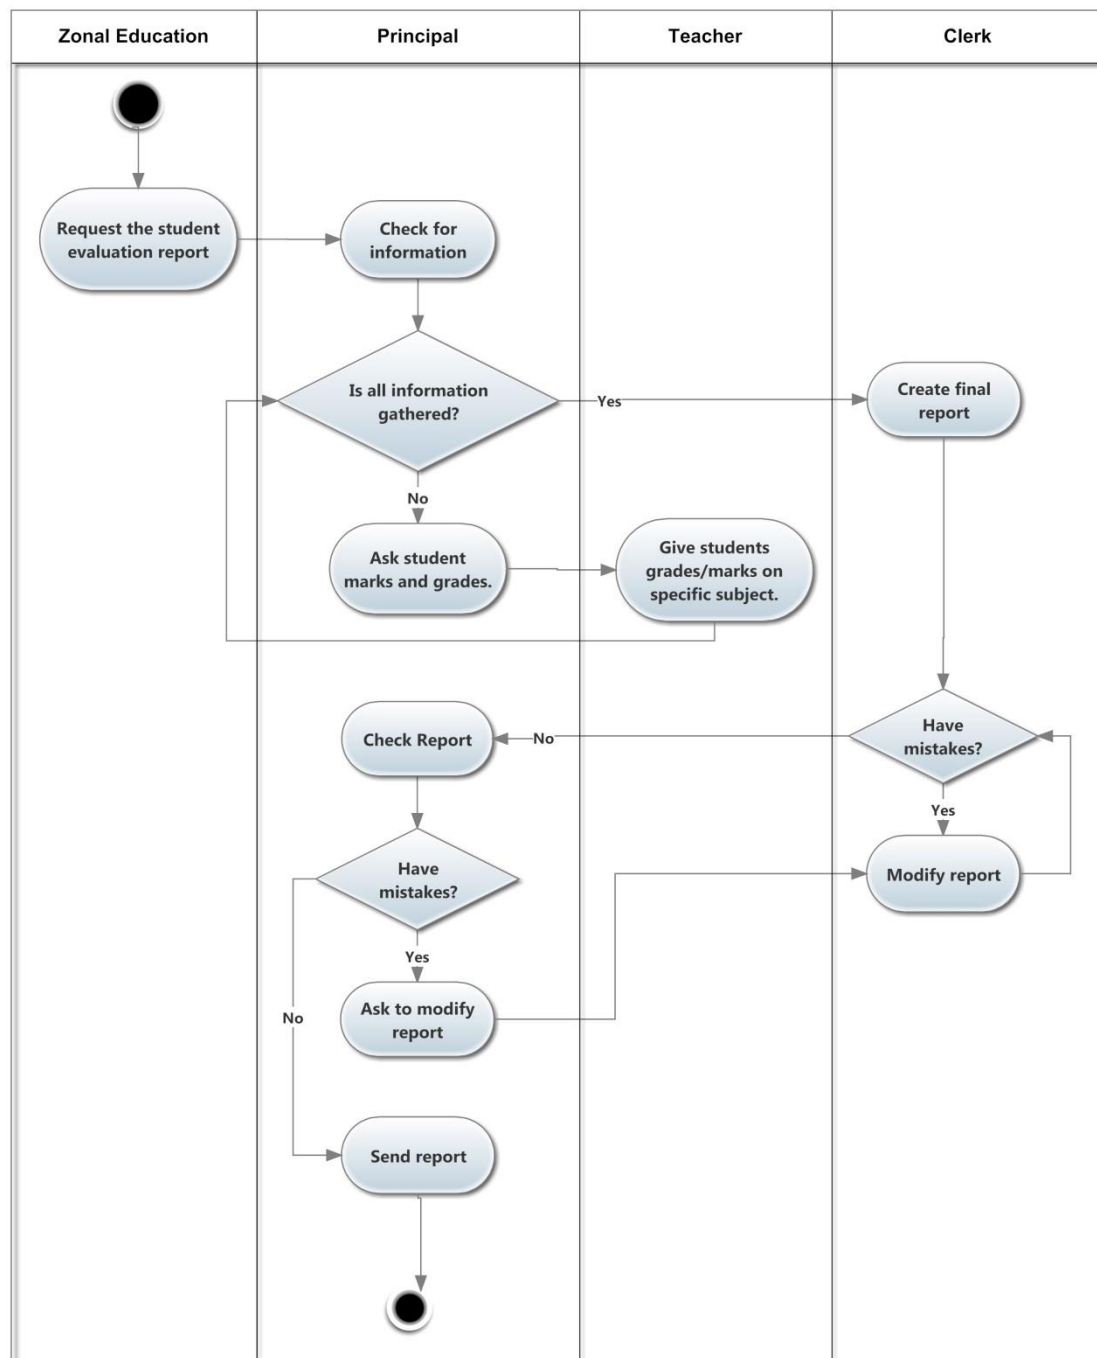 Zonal Education
Principal
Teacher
Clerk
Request the student
evaluation report
Check for
information
Is all information
gathered?
Yes
Create final
report
No
Ask student
marks and grades.
Give students
grades/marks on
specific subject.
Check Report
No
Have
mistakes?
Yes
Modify report
Have
mistakes?
Yes
Ask to modify
report
No
Send report